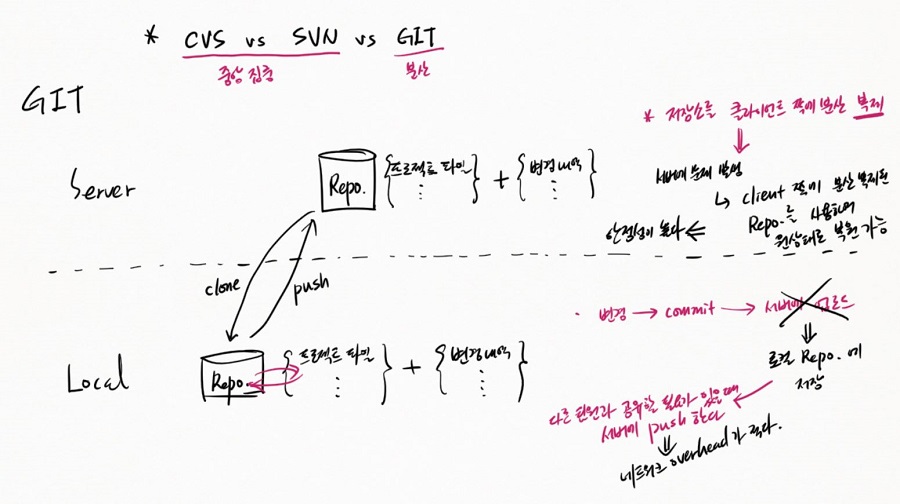 * CVS vs SVN vs GIT
중앙 집중
분산
GIT
* 저장소를 클라이언트 쪽에 분산 복제
Server
Repo.
프로젝트 파일
+
변경내역
서버에 문제 발생
↳ client 쪽에 분산 복제된
Repo.를 사용하여
원상태로 복원 가능
안정성이 높다 ⇐
clone
push
· 변경 → commit → 서버에
로컬 Repo.에
저장
Local
Repo.
프로젝트 파일
+
변경내역
다른 팀원과 공유할 필요가 있을때
서버에 push 한다
네트워크 overhead가 적다.